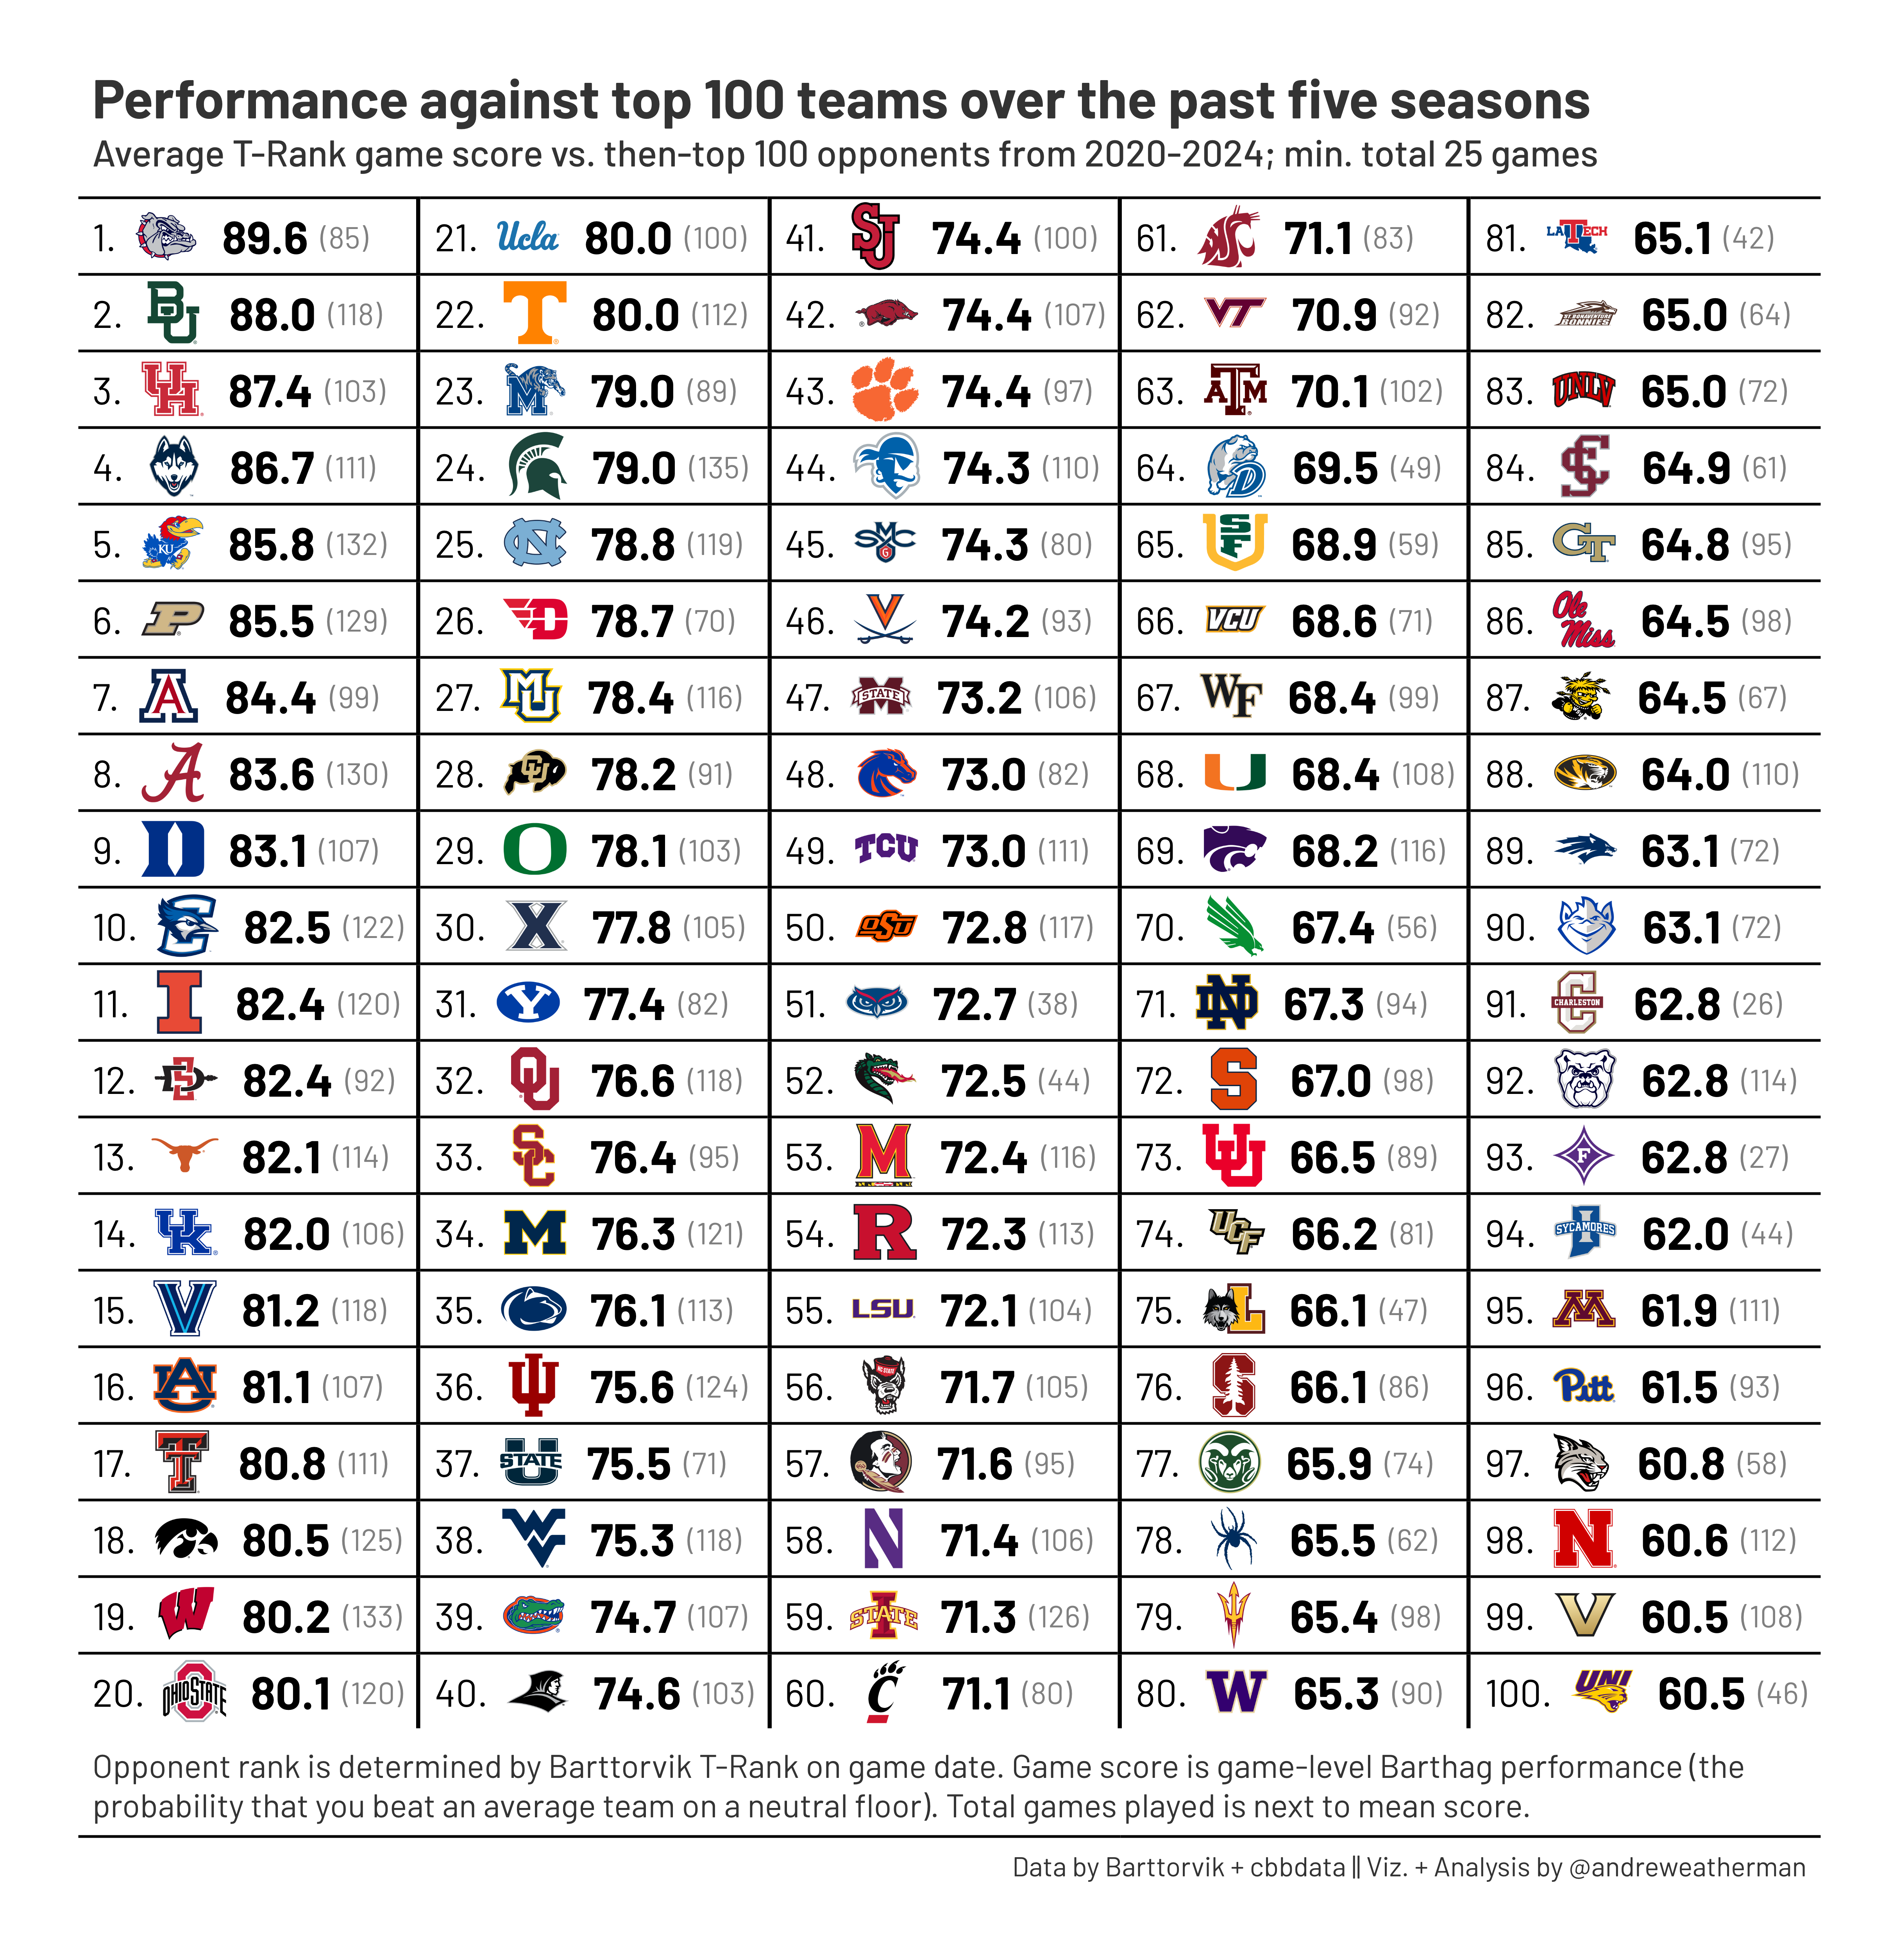 Performance against top 100 teams over the past five seasons
Average T-Rank game score vs. then-top 100 opponents from 2020-2024; min. total 25 games
1. 89.6 (85)
2. BU 88.0 (118)
3. UH 87.4 (103)
4. 86.7 (111)
5. KU 85.8 (132)
6. P 85.5 (129)
7. A 84.4 (99)
8. A 83.6 (130)
9. D 83.1 (107)
10. C 82.5 (122)
11. I 82.4 (120)
12. SD 82.4 (92)
13. 82.1 (114)
14. UK 82.0 (106)
15. V 81.2 (118)
16. AU 81.1 (107)
17. T 80.8 (111)
18. 80.5 (125)
19. W 80.2 (133)
20. OHIO STATE 80.1 (120)
21. Ucla 80.0 (100)
22. T 80.0 (112)
23. M 79.0 (89)
24. 79.0 (135)
25. NC 78.8 (119)
26. D 78.7 (70)
27. MU 78.4 (116)
28. CU 78.2 (91)
29. O 78.1 (103)
30. X 77.8 (105)
31. Y 77.4 (82)
32. OU 76.6 (118)
33. SC 76.4 (95)
34. M 76.3 (121)
35. 76.1 (113)
36. IU 75.6 (124)
37. U STATE 75.5 (71)
38. WV 75.3 (118)
39. 74.7 (107)
40. 74.6 (103)
41. SJ 74.4 (100)
42. 74.4 (107)
43. 74.4 (97)
44. 74.3 (110)
45. SMC G 74.3 (80)
46. V 74.2 (93)
47. M STATE 73.2 (106)
48. 73.0 (82)
49. TCU 73.0 (111)
50. OSU 72.8 (117)
51. 72.7 (38)
52. 72.5 (44)
53. M 72.4 (116)
54. R 72.3 (113)
55. LSU 72.1 (104)
56. NC STATE 71.7 (105)
57. 71.6 (95)
58. N 71.4 (106)
59. I STATE 71.3 (126)
60. C 71.1 (80)
61. WSC 71.1 (83)
62. VT 70.9 (92)
63. ATM 70.1 (102)
64. D 69.5 (49)
65. SF 68.9 (59)
66. VCU 68.6 (71)
67. WF 68.4 (99)
68. U 68.4 (108)
69. 68.2 (116)
70. 67.4 (56)
71. ND 67.3 (94)
72. S 67.0 (98)
73. U 66.5 (89)
74. UCF 66.2 (81)
75. L 66.1 (47)
76. S 66.1 (86)
77. 65.9 (74)
78. 65.5 (62)
79. 65.4 (98)
80. W 65.3 (90)
81. LA TECH 65.1 (42)
82. ST. BONAVENTURE BONNIES 65.0 (64)
83. UNLV 65.0 (72)
84. SC 64.9 (61)
85. GT 64.8 (95)
86. Ole Miss 64.5 (98)
87. 64.5 (67)
88. 64.0 (110)
89. 63.1 (72)
90. 63.1 (72)
91. C CHARLESTON 62.8 (26)
92. 62.8 (114)
93. F 62.8 (27)
94. I SYCAMORES 62.0 (44)
95. M 61.9 (111)
96. Pitt 61.5 (93)
97. 60.8 (58)
98. N 60.6 (112)
99. V 60.5 (108)
100. UNI 60.5 (46)
Opponent rank is determined by Barttorvik T-Rank on game date. Game score is game-level Barthag performance (the
probability that you beat an average team on a neutral floor). Total games played is next to mean score.
Data by Barttorvik + cbbdata || Viz. + Analysis by @andreweatherman